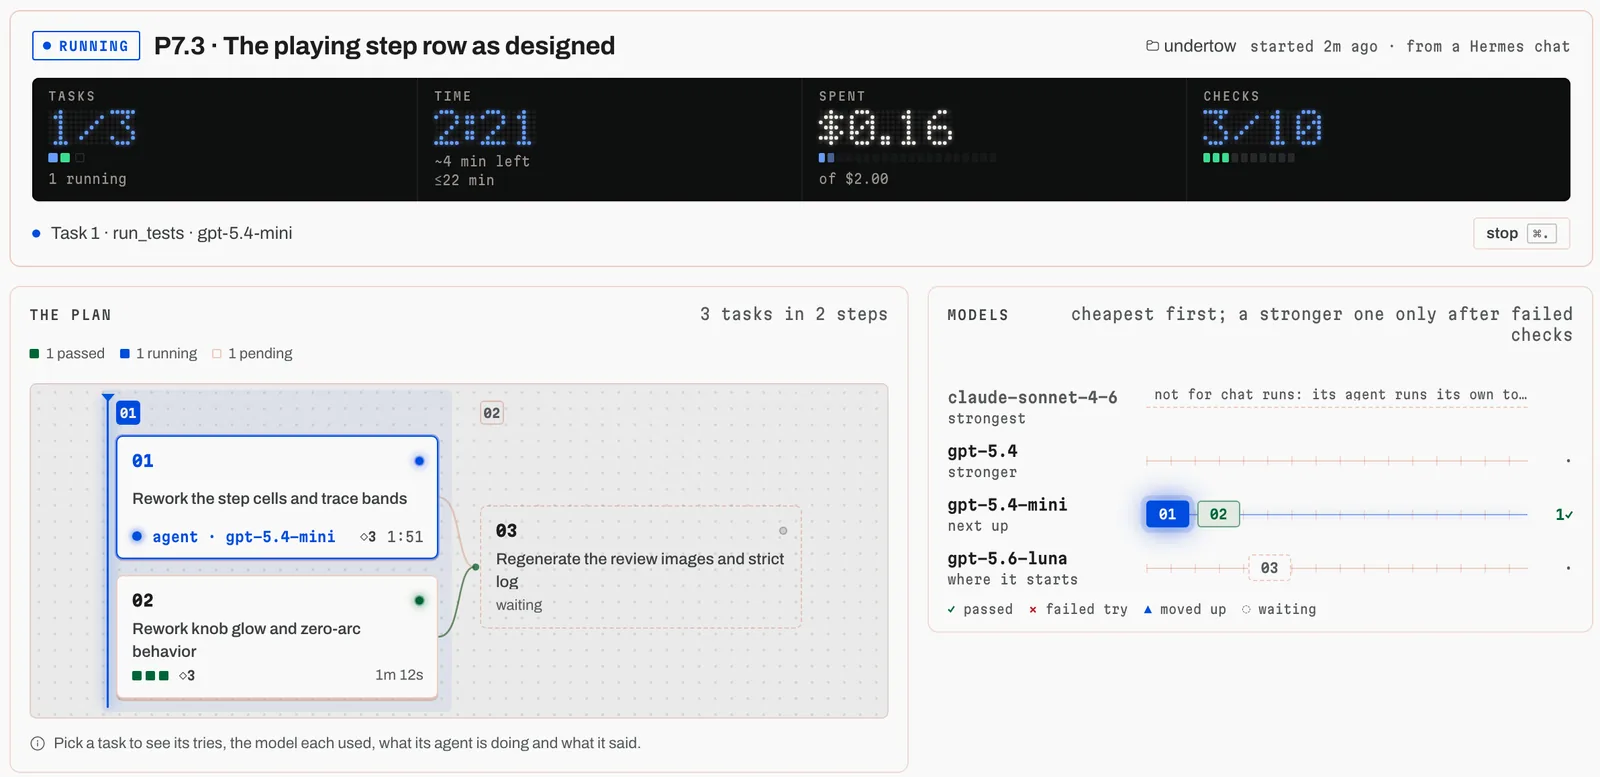 RUNNING
P7.3 · The playing step row as designed
undertow started 2m ago · from a Hermes chat
TASKS
1/3
1 running
TIME
2:21
~4 min left
≤22 min
SPENT
$0.16
of $2.00
CHECKS
3/10
Task 1 · run_tests · gpt-5.4-mini
stop ⌘.
THE PLAN
3 tasks in 2 steps
1 passed 1 running 1 pending
01
02
01
Rework the step cells and trace bands
agent · gpt-5.4-mini ◇3 1:51
02
Rework knob glow and zero-arc
behavior
◇3 1m 12s
03
Regenerate the review images and strict
log
waiting
Pick a task to see its tries, the model each used, what its agent is doing and what it said.
MODELS
cheapest first; a stronger one only after failed
checks
claude-sonnet-4-6
strongest
not for chat runs: its agent runs its own to…
gpt-5.4
stronger
gpt-5.4-mini
next up
01 02
1✓
gpt-5.6-luna
where it starts
03
✓ passed × failed try ▲ moved up waiting